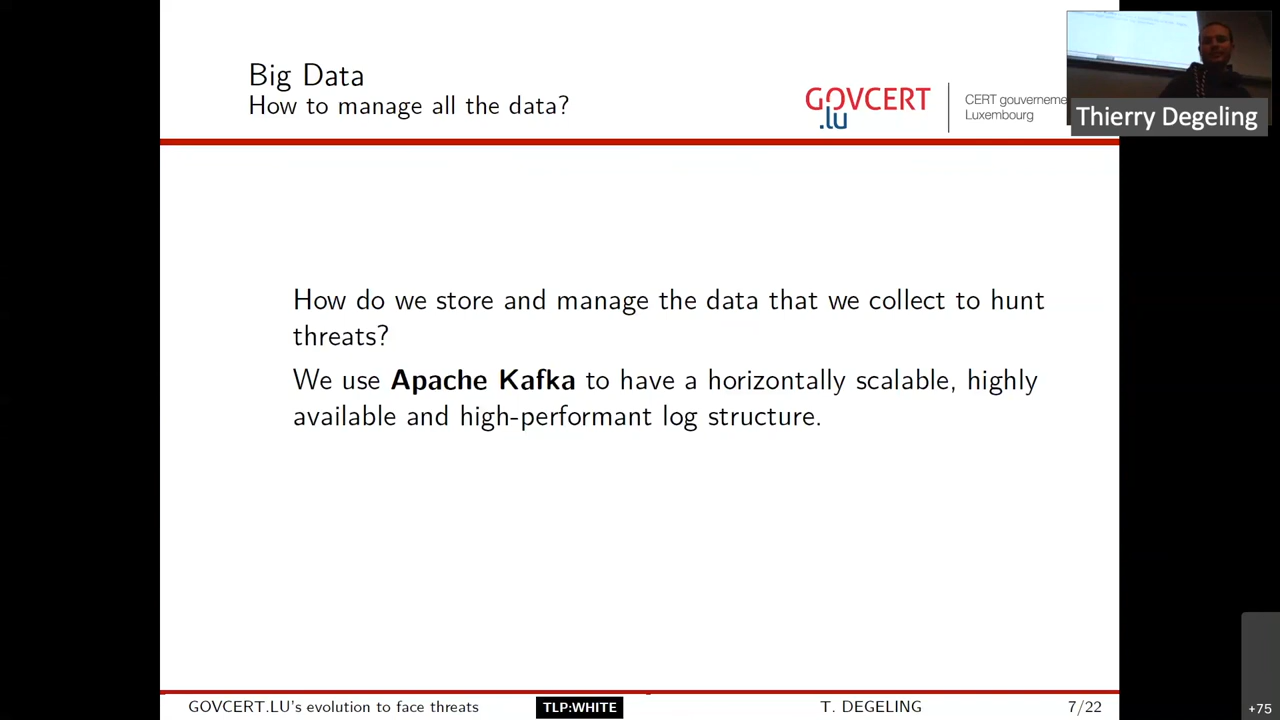 Big Data
How to manage all the data?
GOVCERT
.lu
CERT gouverneme
Luxembourg
Thierry Degeling
How do we store and manage the data that we collect to hunt
threats?
We use Apache Kafka to have a horizontally scalable, highly
available and high-performant log structure.
GOVCERT.LU's evolution to face threats
TLP:WHITE
T. DEGELING
7/22
+75